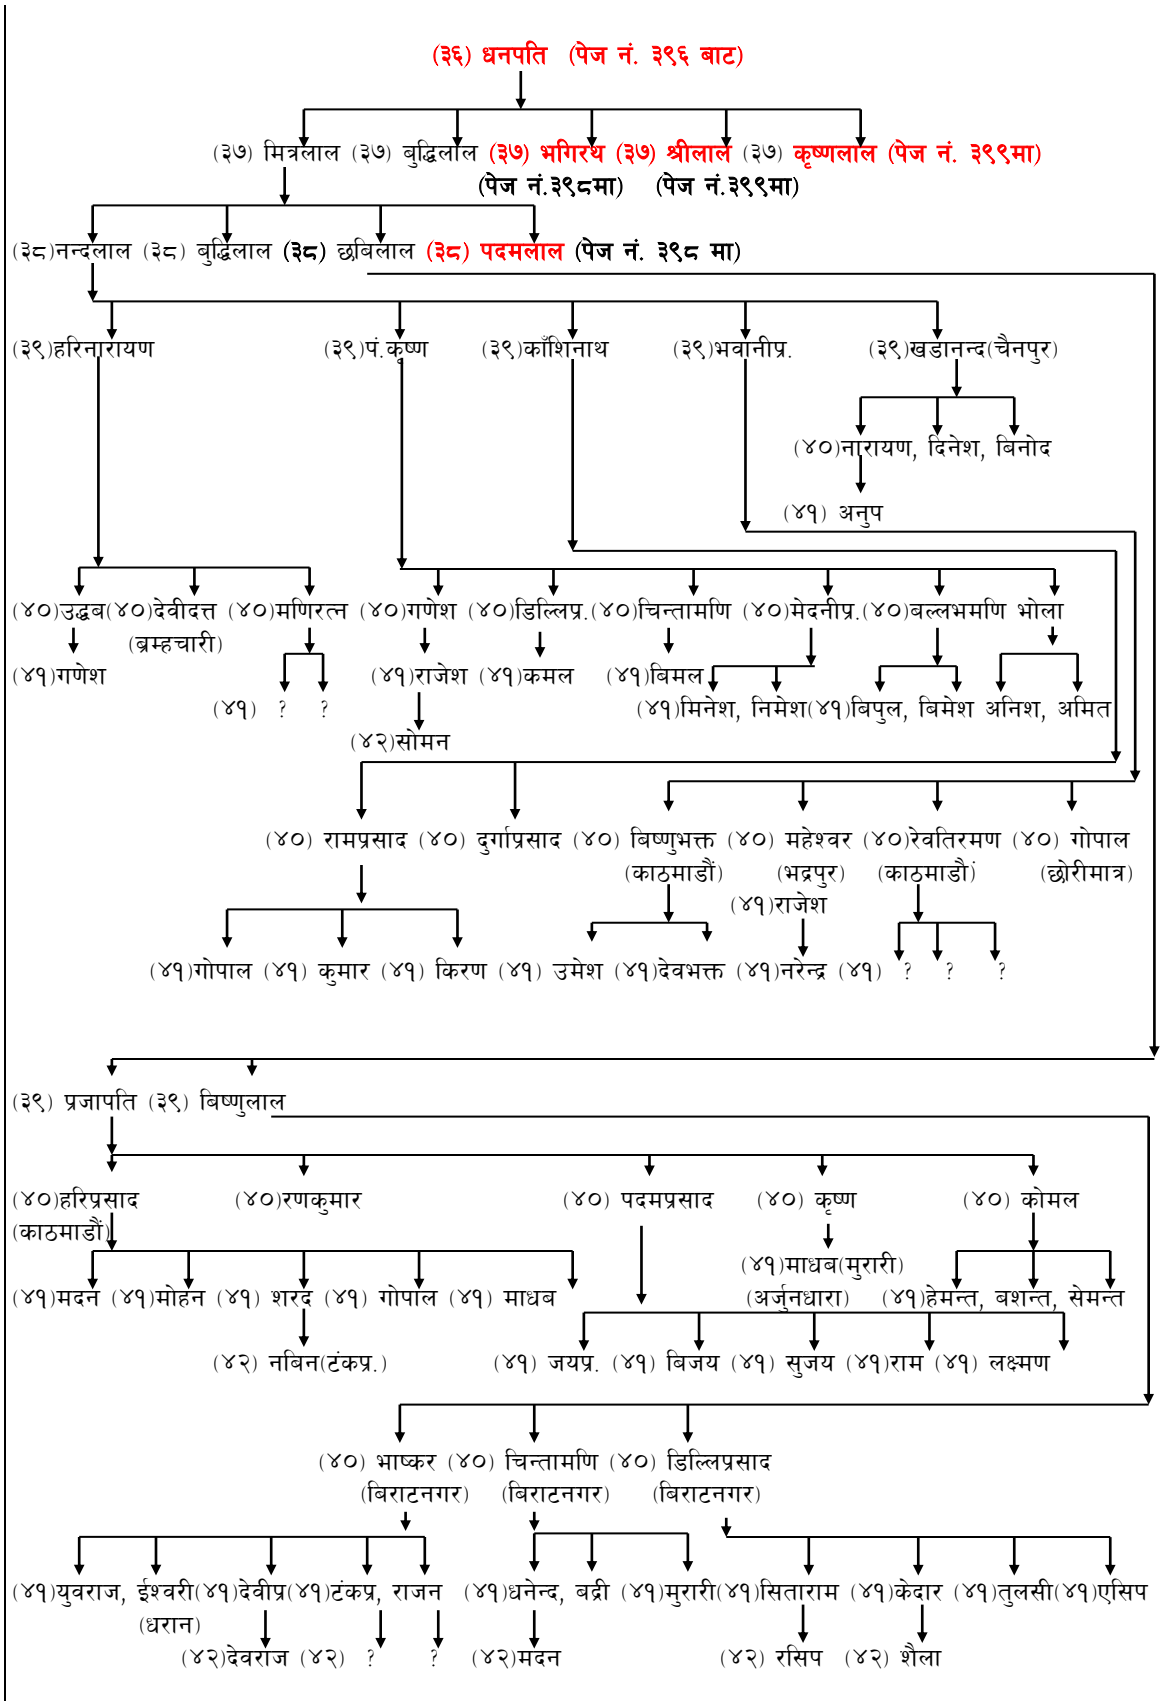 (३६) धनपति (पेज नं. ३९६ बाट)
(३७) मित्रलाल (३७) बुद्धिलाल (३७) भगिरथ (३७) श्रीलाल (३७) कृष्णलाल (पेज नं. ३९९मा)
(पेज नं.३९८मा) (पेज नं.३९९मा)
(३८)नन्दलाल (३८) बुद्धिलाल (३८) छबिलाल (३८) पदमलाल (पेज नं. ३९८ मा)
(३९)हरिनारायण (३९)पं.कृष्ण (३९)काँशिनाथ (३९)भवानीप्र. (३९)खडानन्द(चैनपुर)
(४०)नारायण, दिनेश, बिनोद
(४१) अनुप
(४०)उद्धब(४०)देवीदत्त (४०)मणिरत्न (४०)गणेश (४०)डिल्लिप्र.(४०)चिन्तामणि (४०)मेदनीप्र.(४०)बल्लभमणि भोला
(ब्रम्हचारी)
(४१)गणेश (४१)राजेश (४१)कमल (४१)बिमल
(४१) ? ? (४१)मिनेश, निमेश(४१)बिपुल, बिमेश अनिश, अमित
(४२)सोमन
(४०) रामप्रसाद (४०) दुर्गाप्रसाद (४०) बिष्णुभक्त (४०) महेश्वर (४०)रेवतिरमण (४०) गोपाल
(काठमाडौं) (भद्रपुर) (काठमाडौं) (छोरीमात्र)
(४१)राजेश
(४१)गोपाल (४१) कुमार (४१) किरण (४१) उमेश (४१)देवभक्त (४१)नरेन्द्र (४१) ? ? ?
(३९) प्रजापति (३९) बिष्णुलाल
(४०)हरिप्रसाद (४०)रणकुमार (४०) पदमप्रसाद (४०) कृष्ण (४०) कोमल
(काठमाडौं)
(४१)माधब(मुरारी)
(४१)मदन (४१)मोहन (४१) शरद (४१) गोपाल (४१) माधब (अर्जुनधारा) (४१)हेमन्त, बशन्त, सेमन्त
(४२) नबिन(टंकप्र.) (४१) जयप्र. (४१) बिजय (४१) सुजय (४१)राम (४१) लक्ष्मण
(४०) भाष्कर (४०) चिन्तामणि (४०) डिल्लिप्रसाद
(बिराटनगर) (बिराटनगर) (बिराटनगर)
(४१)युवराज, ईश्वरी(४१)देवीप्र(४१)टंकप्र, राजन (४१)धनेन्द, बद्री (४१)मुरारी(४१)सिताराम (४१)केदार (४१)तुलसी(४१)एसिप
(धरान)
(४२)देवराज (४२) ? ? (४२)मदन (४२) रसिप (४२) शैला